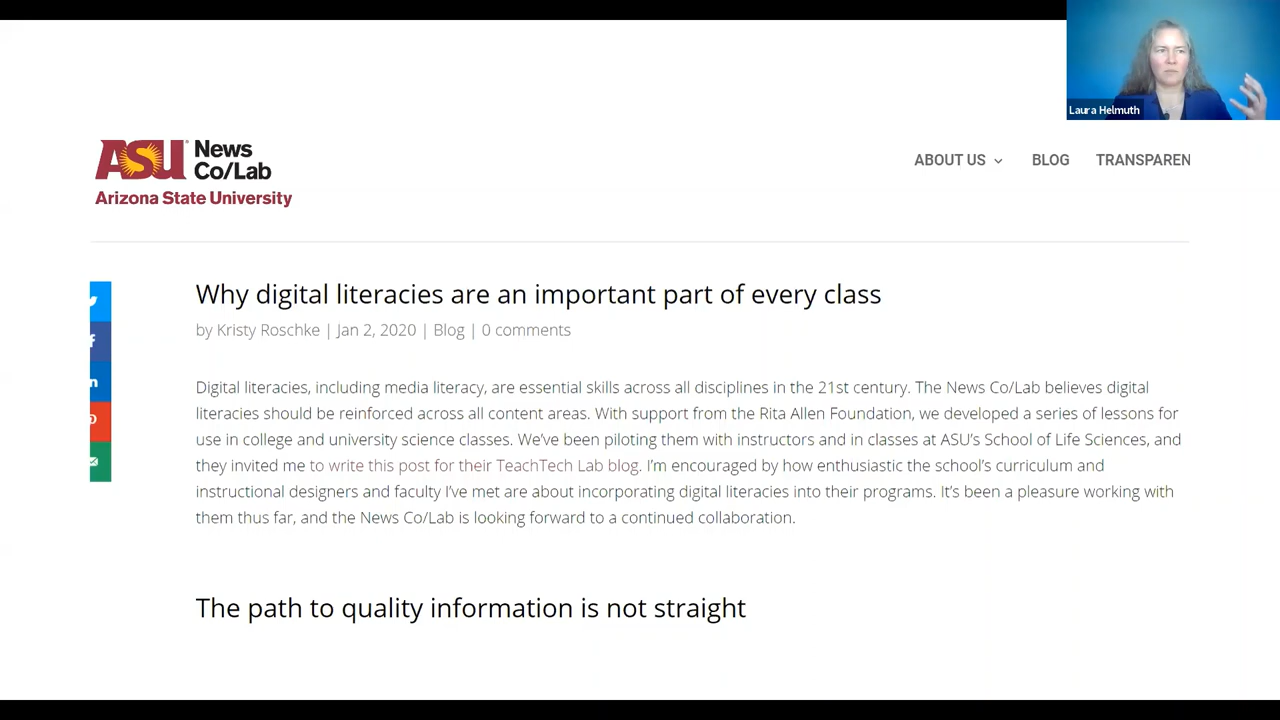 Laura Helmuth
ASU News
Co/Lab
Arizona State University
ABOUT US
BLOG
TRANSPAREN
Why digital literacies are an important part of every class
by Kristy Roschke | Jan 2, 2020 | Blog | 0 comments
Digital literacies, including media literacy, are essential skills across all disciplines in the 21st century. The News Co/Lab believes digital
literacies should be reinforced across all content areas. With support from the Rita Allen Foundation, we developed a series of lessons for
use in college and university science classes. We've been piloting them with instructors and in classes at ASU's School of Life Sciences, and
they invited me to write this post for their TeachTech Lab blog. I'm encouraged by how enthusiastic the school's curriculum and
instructional designers and faculty I've met are about incorporating digital literacies into their programs. It's been a pleasure working with
them thus far, and the News Co/Lab is looking forward to a continued collaboration.
The path to quality information is not straight